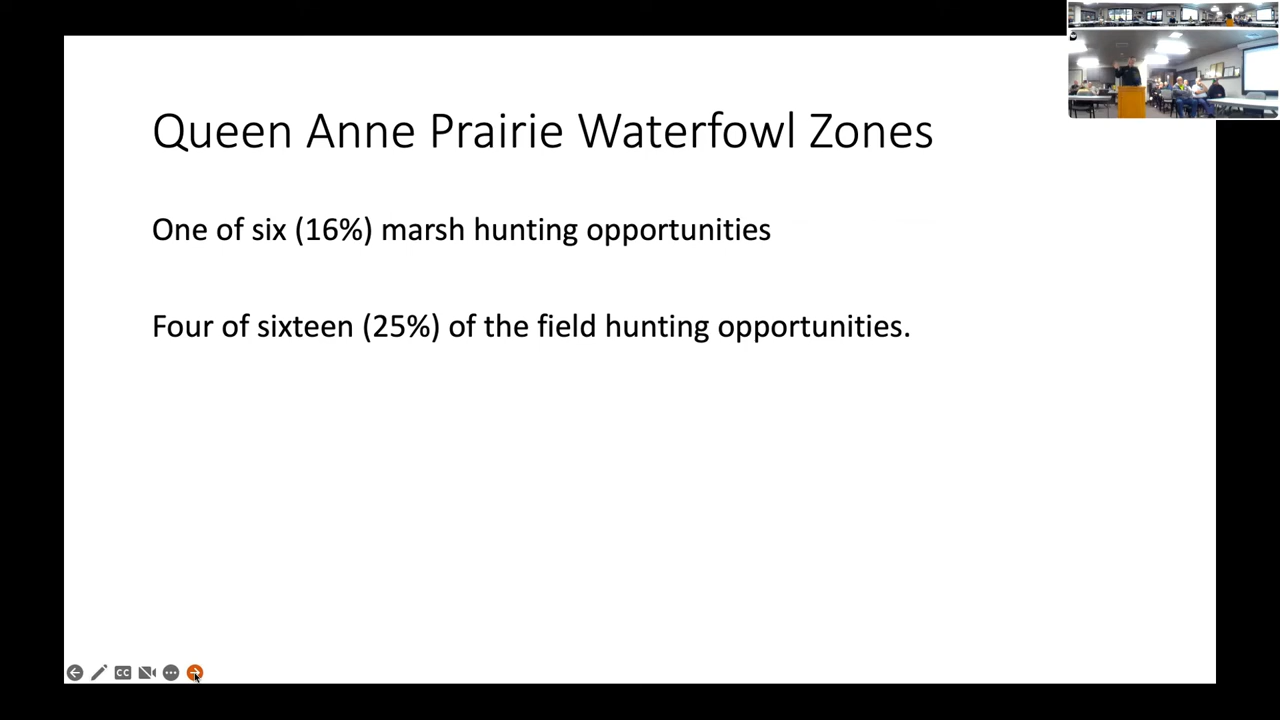 Queen Anne Prairie Waterfowl Zones
One of six (16%) marsh hunting opportunities
Four of sixteen (25%) of the field hunting opportunities.
CC